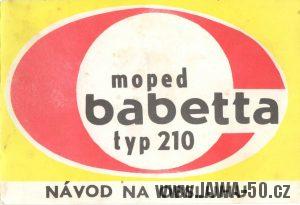 moped
babetta
typ 210
NÁVOD NA
www.JAWA-50.cz